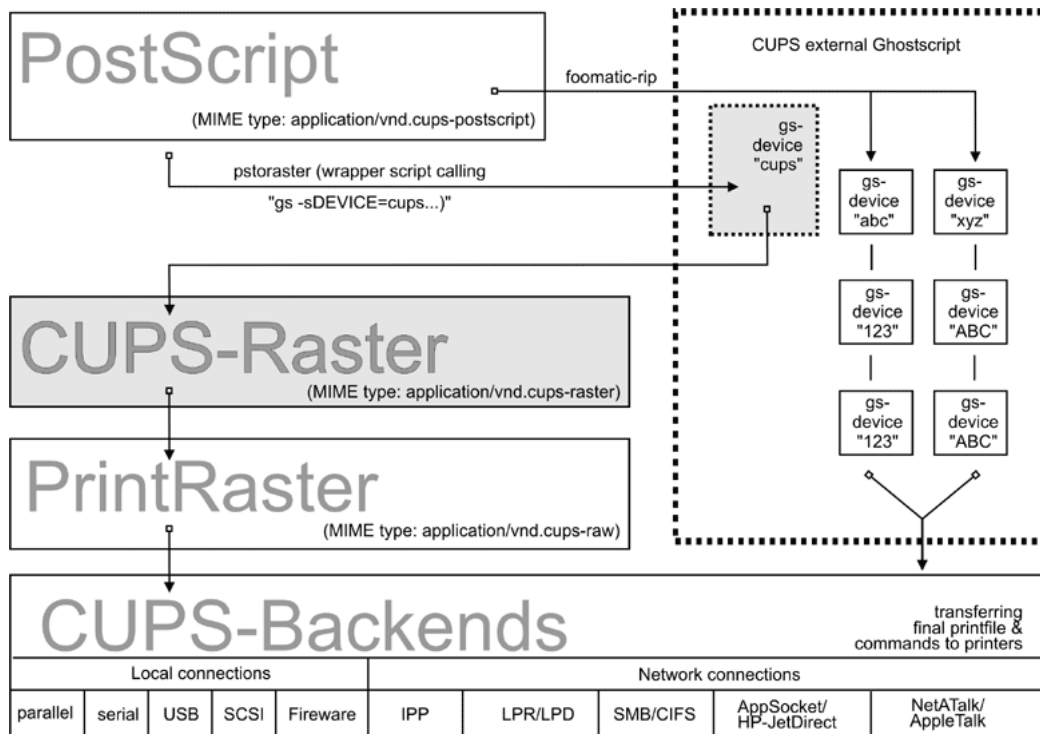 PostScript
(MIME type: application/vnd.cups-postscript)
foomatic-rip
CUPS external Ghostscript
pstoraster (wrapper script calling
"gs -sDEVICE=cups...)"
gs-
device
"cups"
gs-
device
"abc"
gs-
device
"xyz"
gs-
device
"123"
gs-
device
"ABC"
gs-
device
"123"
gs-
device
"ABC"
CUPS-Raster
(MIME type: application/vnd.cups-raster)
PrintRaster
(MIME type: application/vnd.cups-raw)
CUPS-Backends
transferring
final printfile &
commands to printers
Local connections
Network connections
parallel
serial
USB
SCSI
Fireware
IPP
LPR/LPD
SMB/CIFS
AppSocket/
HP-JetDirect
NetATalk/
AppleTalk